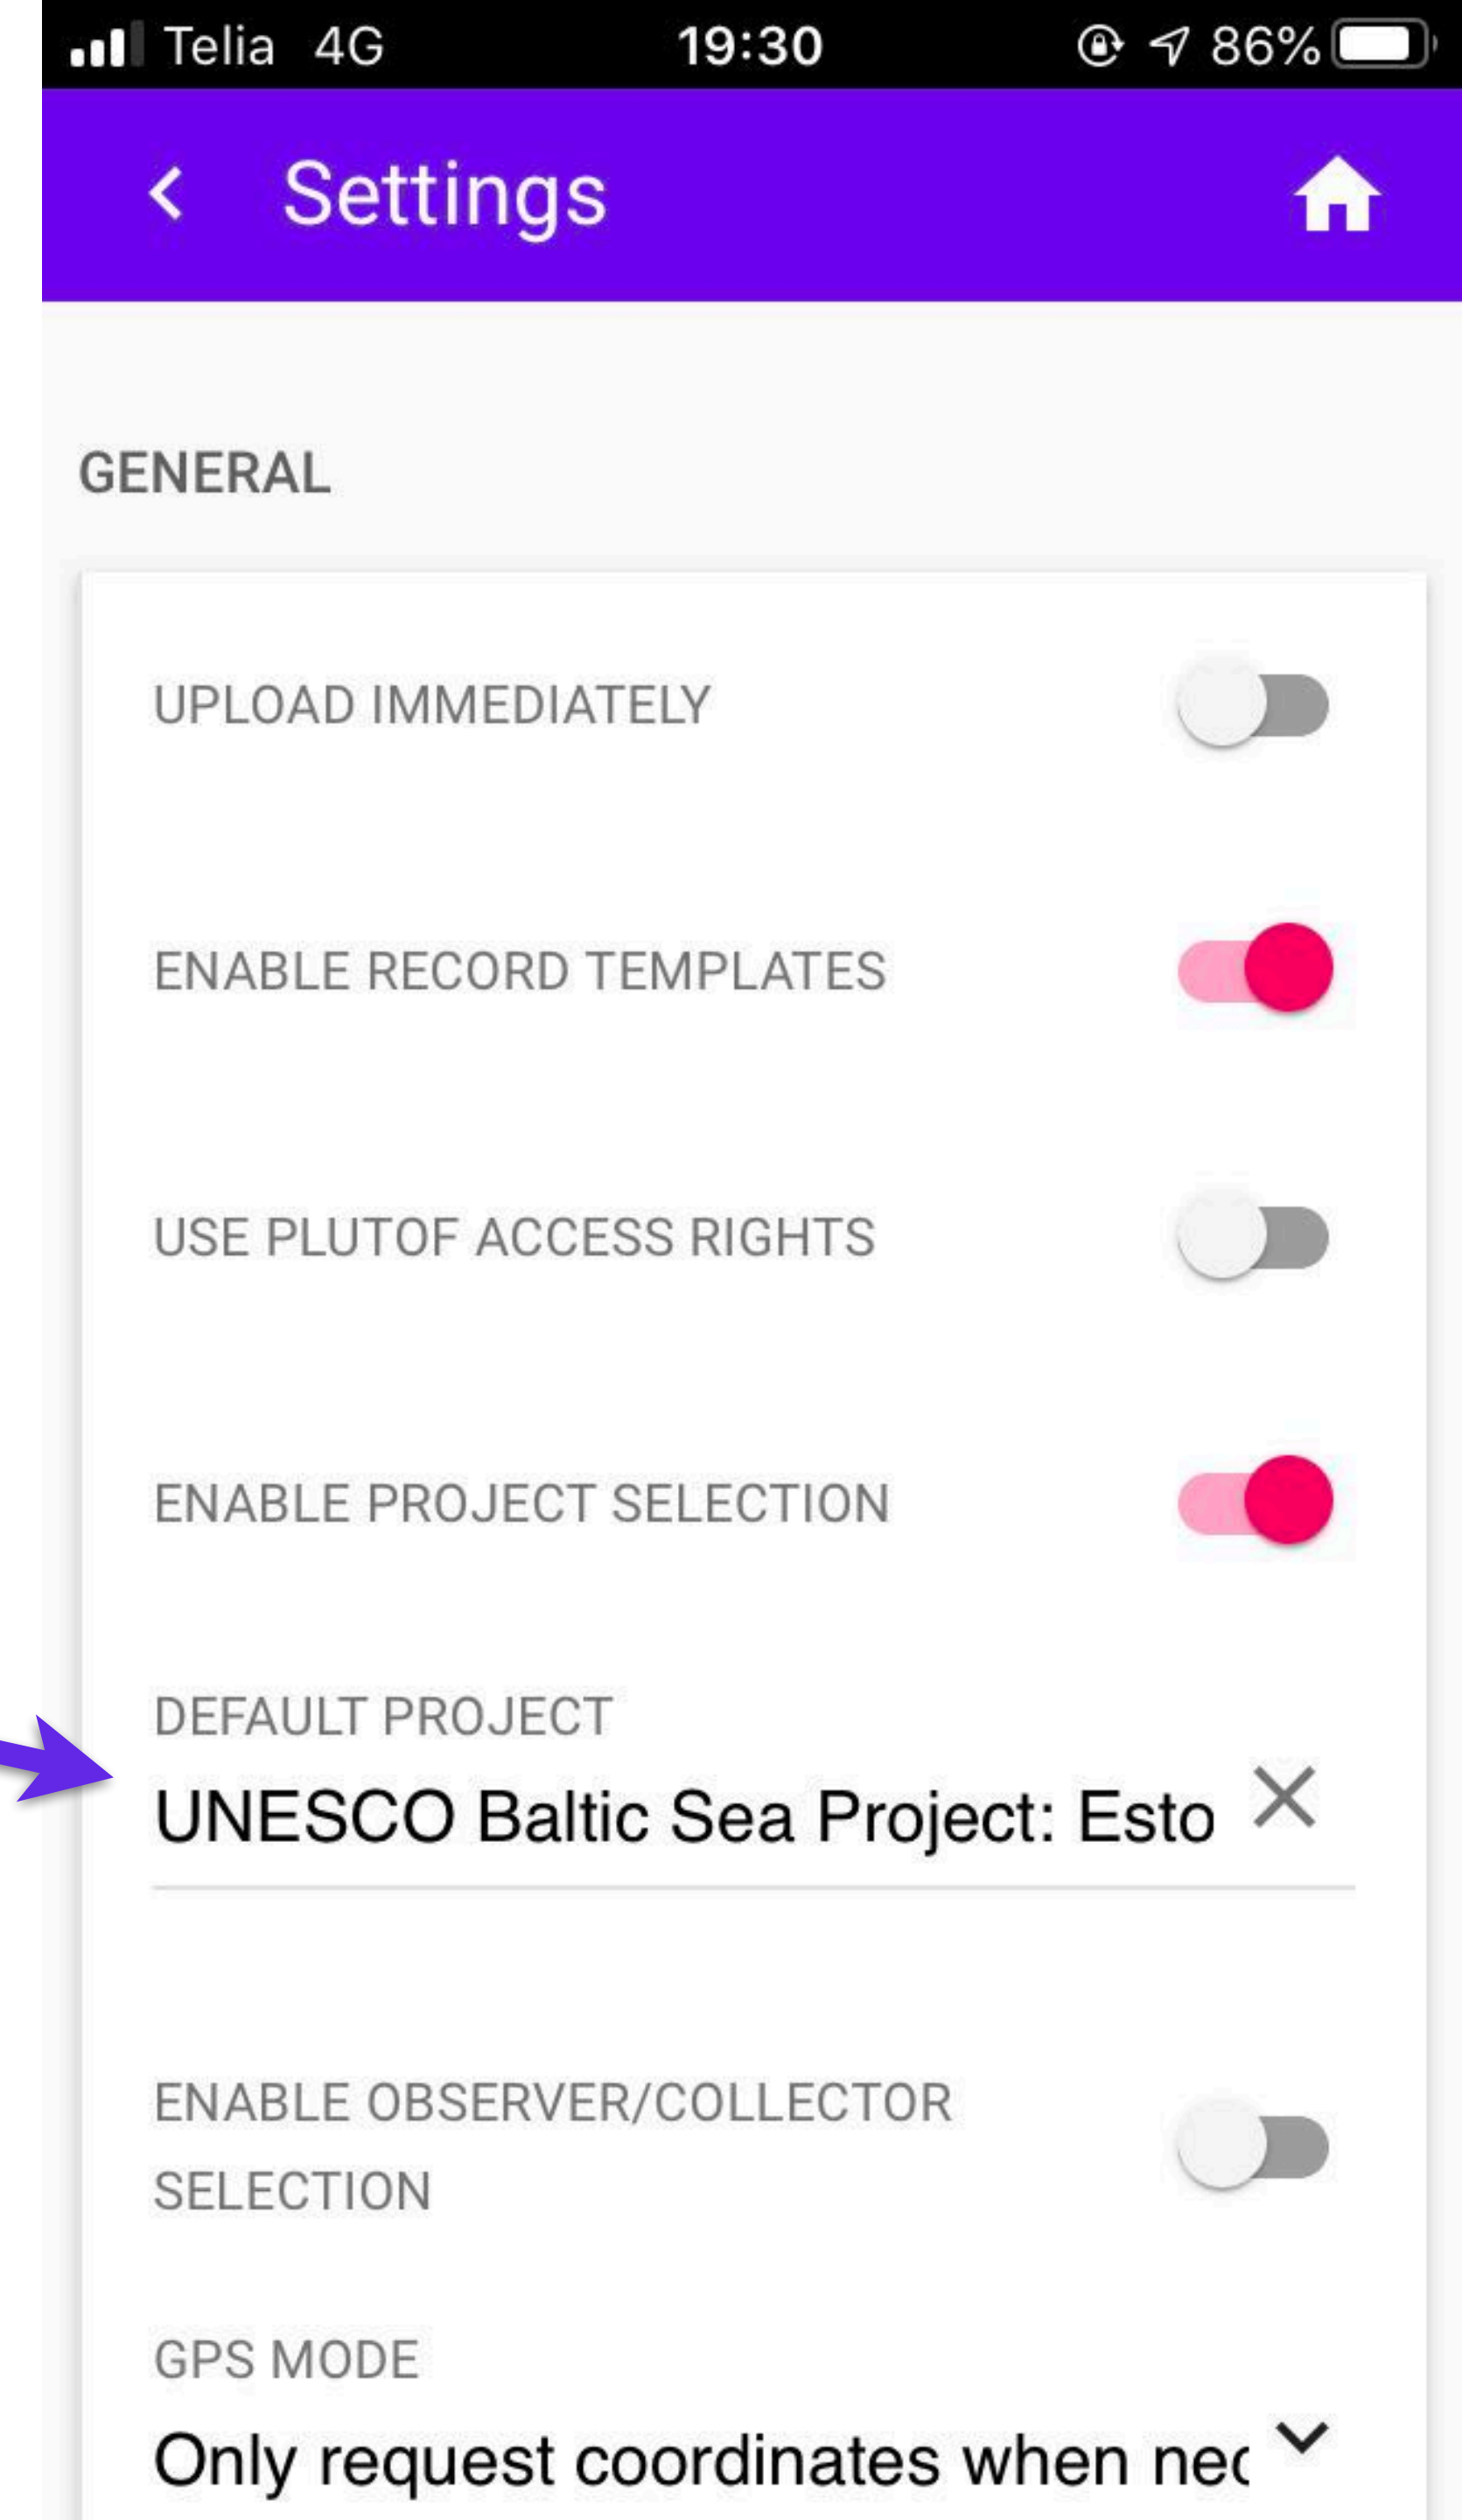 Telia 4G 19:30 86%
Settings
GENERAL
UPLOAD IMMEDIATELY
ENABLE RECORD TEMPLATES
USE PLUTOF ACCESS RIGHTS
ENABLE PROJECT SELECTION
DEFAULT PROJECT
UNESCO Baltic Sea Project: Esto
ENABLE OBSERVER/COLLECTOR
SELECTION
GPS MODE
Only request coordinates when nec